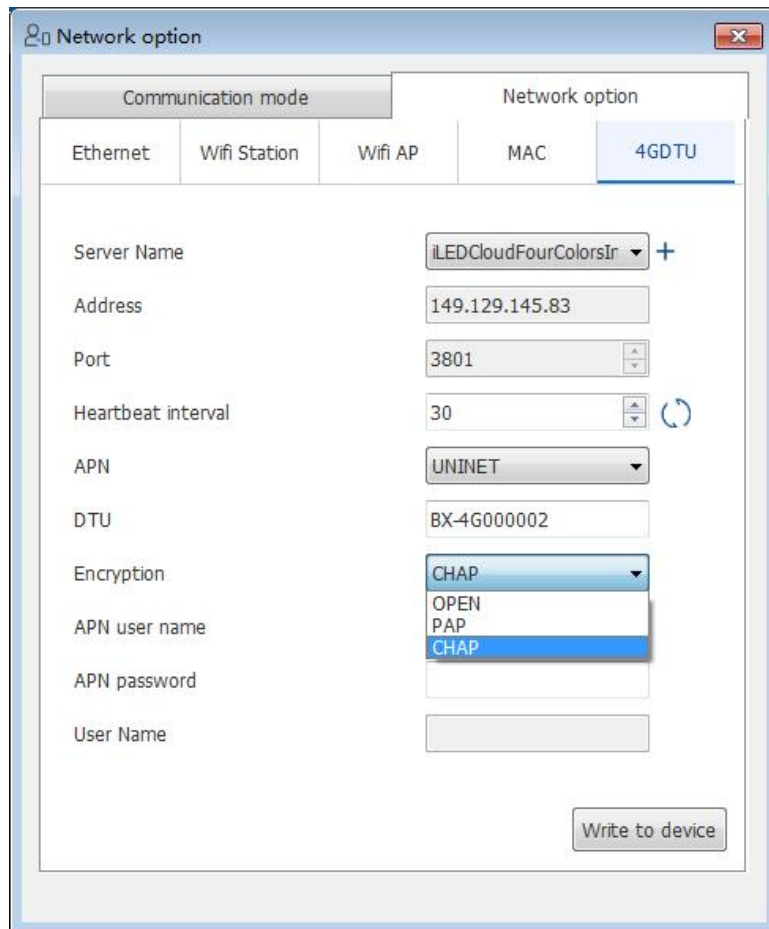 Network option
Communication mode Network option
Ethernet Wifi Station Wifi AP MAC 4GDTU
Server Name iLEDCloudFourColorsIr
Address 149.129.145.83
Port 3801
Heartbeat interval 30
APN UNINET
DTU BX-4G000002
Encryption CHAP
OPEN
APN user name PAP
CHAP
APN password
User Name
Write to device